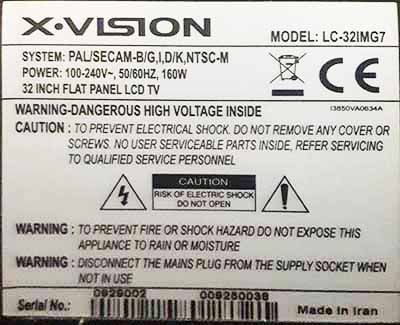 X·VISION
MODEL: LC-32IMG7
SYSTEM: PAL/SECAM-B/G,I,D/K,NTSC-M
POWER: 100-240V~, 50/60HZ, 160W
32 INCH FLAT PANEL LCD TV
CE
WARNING-DANGEROUS HIGH VOLTAGE INSIDE
I3850VA0634A
CAUTION : TO PREVENT ELECTRICAL SHOCK. DO NOT REMOVE ANY COVER OR
SCREWS. NO USER SERVICEABLE PARTS INSIDE, REFER SERVICING
TO QUALIFIED SERVICE PERSONNEL
CAUTION
RISK OF ELECTRIC SHOCK
DO NOT OPEN
WARNING : TO PREVENT FIRE OR SHOCK HAZARD DO NOT EXPOSE THIS
APPLIANCE TO RAIN OR MOISTURE
WARNING : DISCONNECT THE MAINS PLUG FROM THE SUPPLY SOCKET WHEN
NOT IN USE
Serial No.: 0929002 009250039
Made in Iran